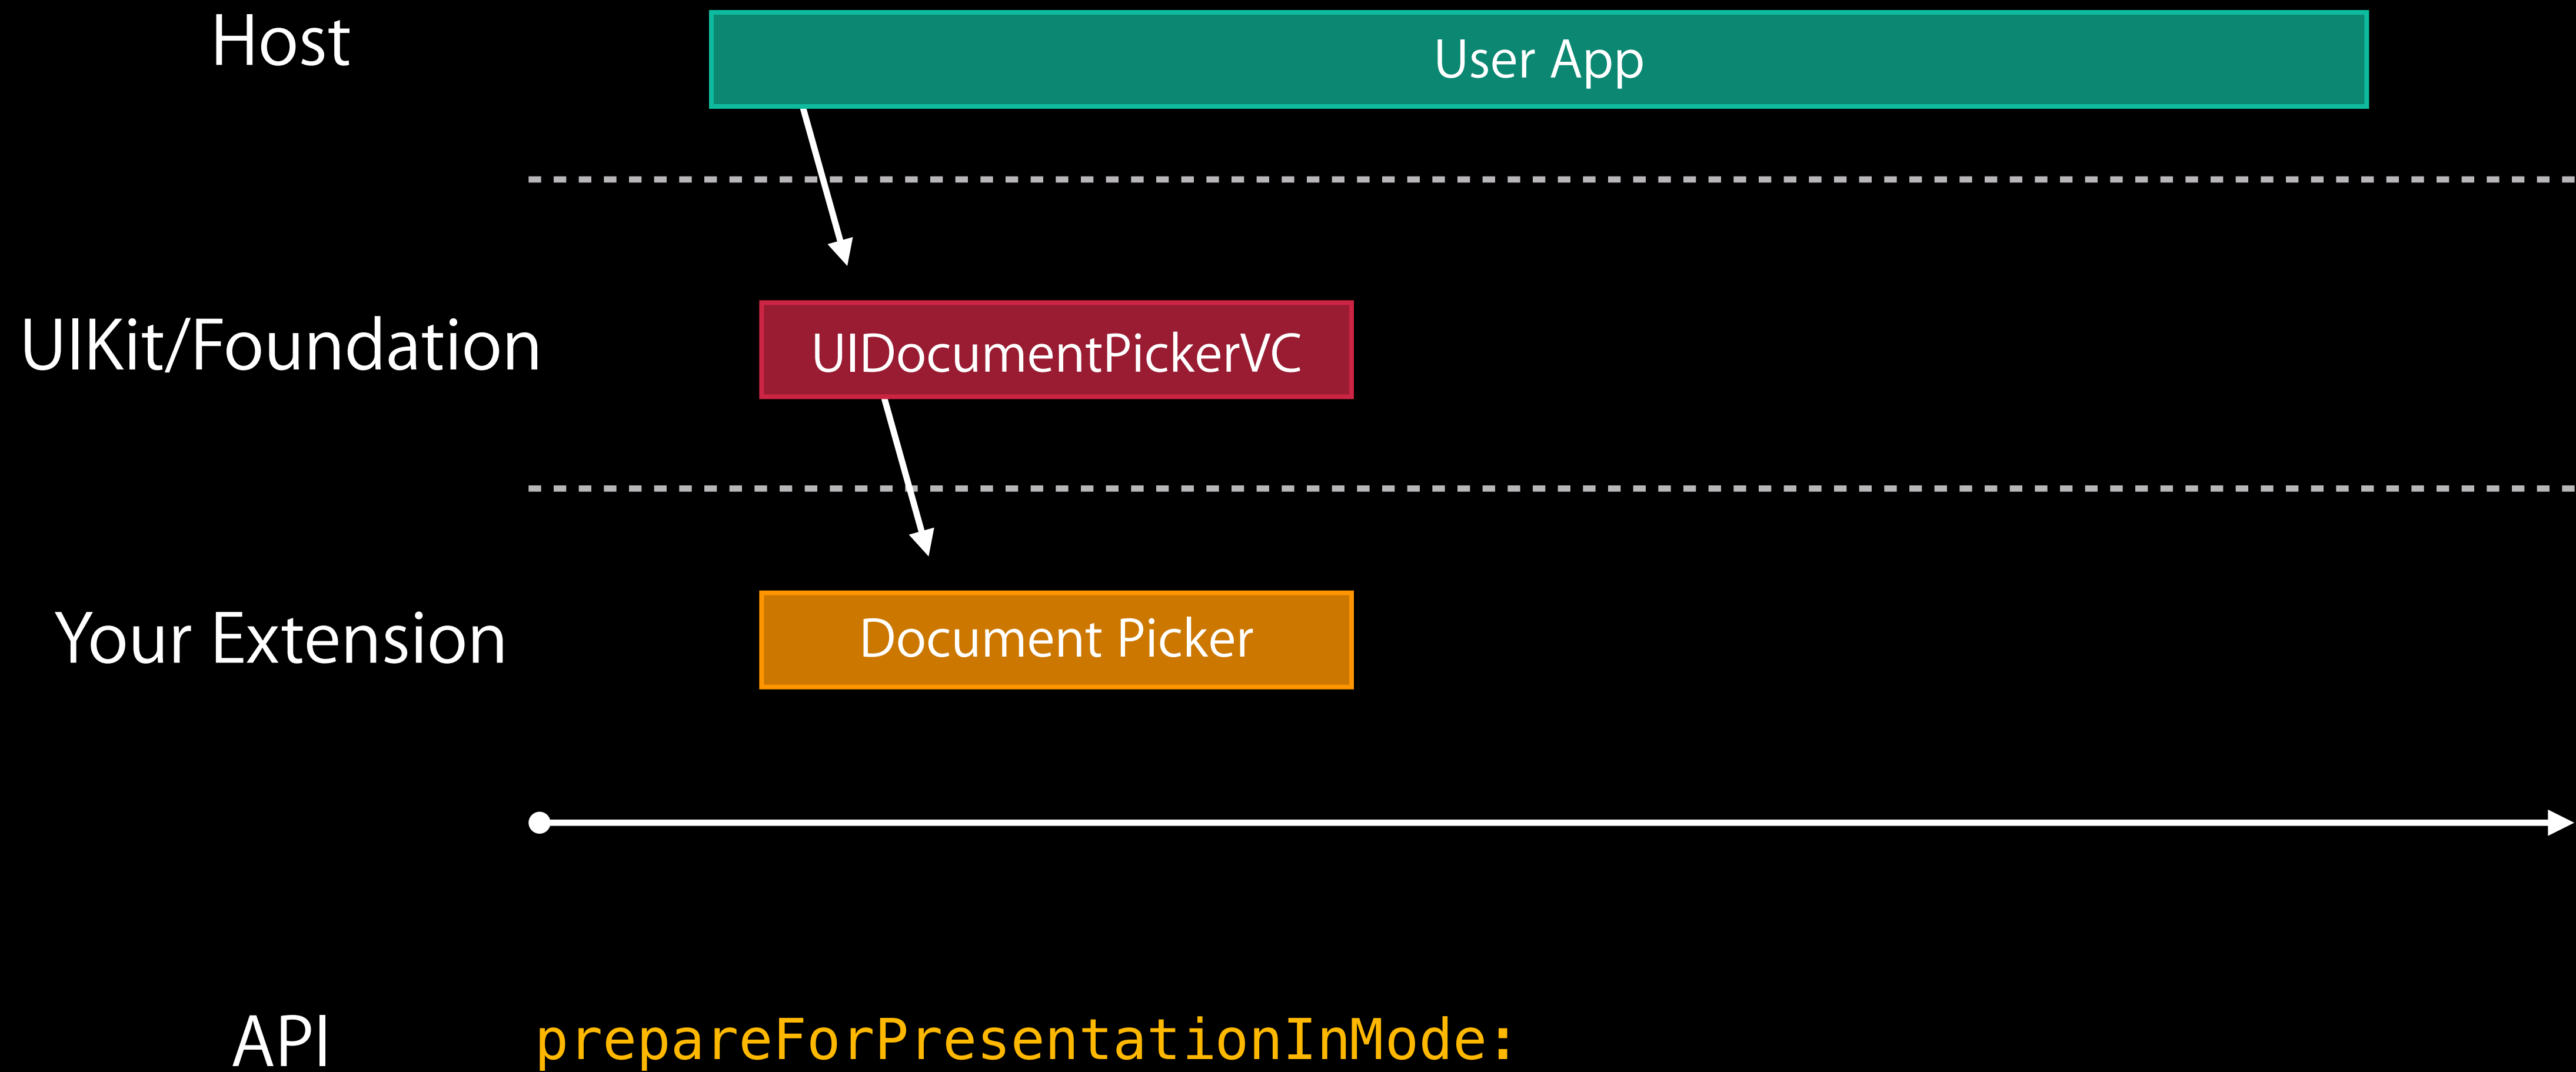 Host
User App
UIKit/Foundation
UIDocumentPickerVC
Your Extension
Document Picker
API
prepareForPresentationInMode: